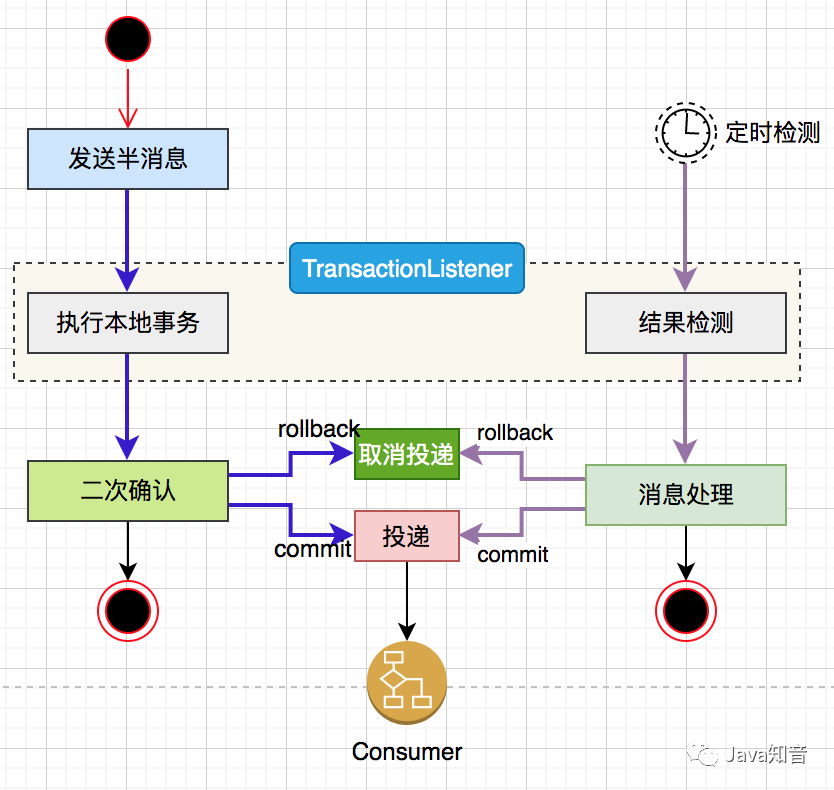 定时检测
发送半消息
TransactionListener
执行本地事务
结果检测
rollback
rollback
取消投递
二次确认
消息处理
投递
commit
commit
Consumer
Java知音